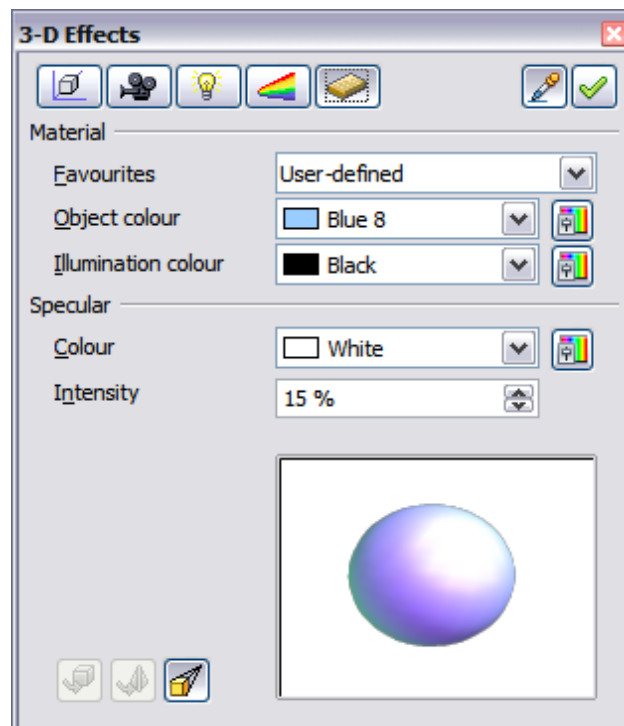 3-D Effects
Material
Favourites User-defined
Object colour Blue 8
Illumination colour Black
Specular
Colour White
Intensity 15 %